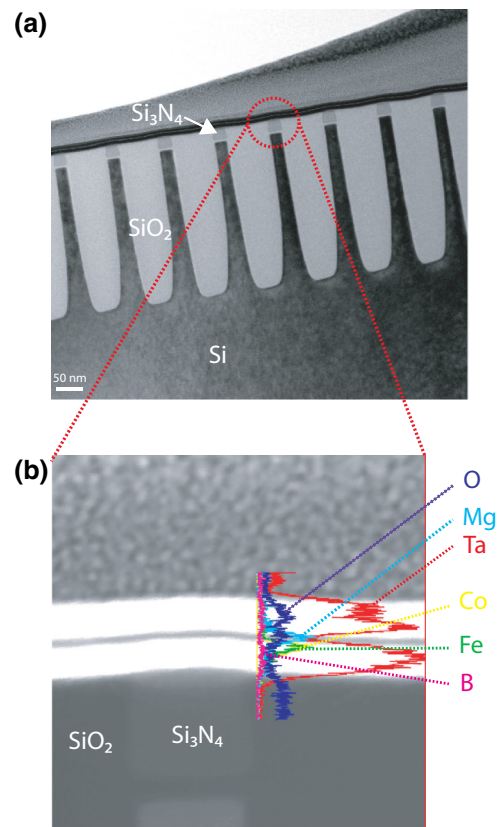 (a)
Si₃N₄
SiO₂
Si
50 nm
(b)
O
Mg
Ta
Co
Fe
B
SiO₂
Si₃N₄